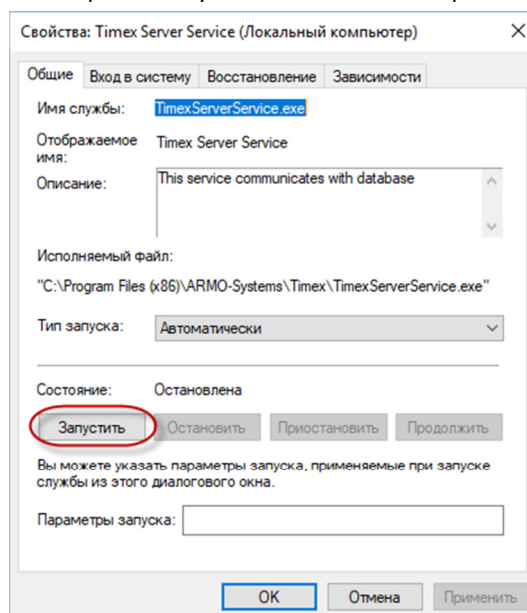 Свойства: Timex Server Service (Локальный компьютер)
Общие Вход в систему Восстановление Зависимости
Имя службы: TimexServerService.exe
Отображаемое имя: Timex Server Service
Описание: This service communicates with database
Исполняемый файл:
"C:\Program Files (x86)\ARMO-Systems\Timex\TimexServerService.exe"
Тип запуска: Автоматически
Состояние: Остановлена
Запустить Остановить Приостановить Продолжить
Вы можете указать параметры запуска, применяемые при запуске
службы из этого диалогового окна.
Параметры запуска:
OK Отмена Применить